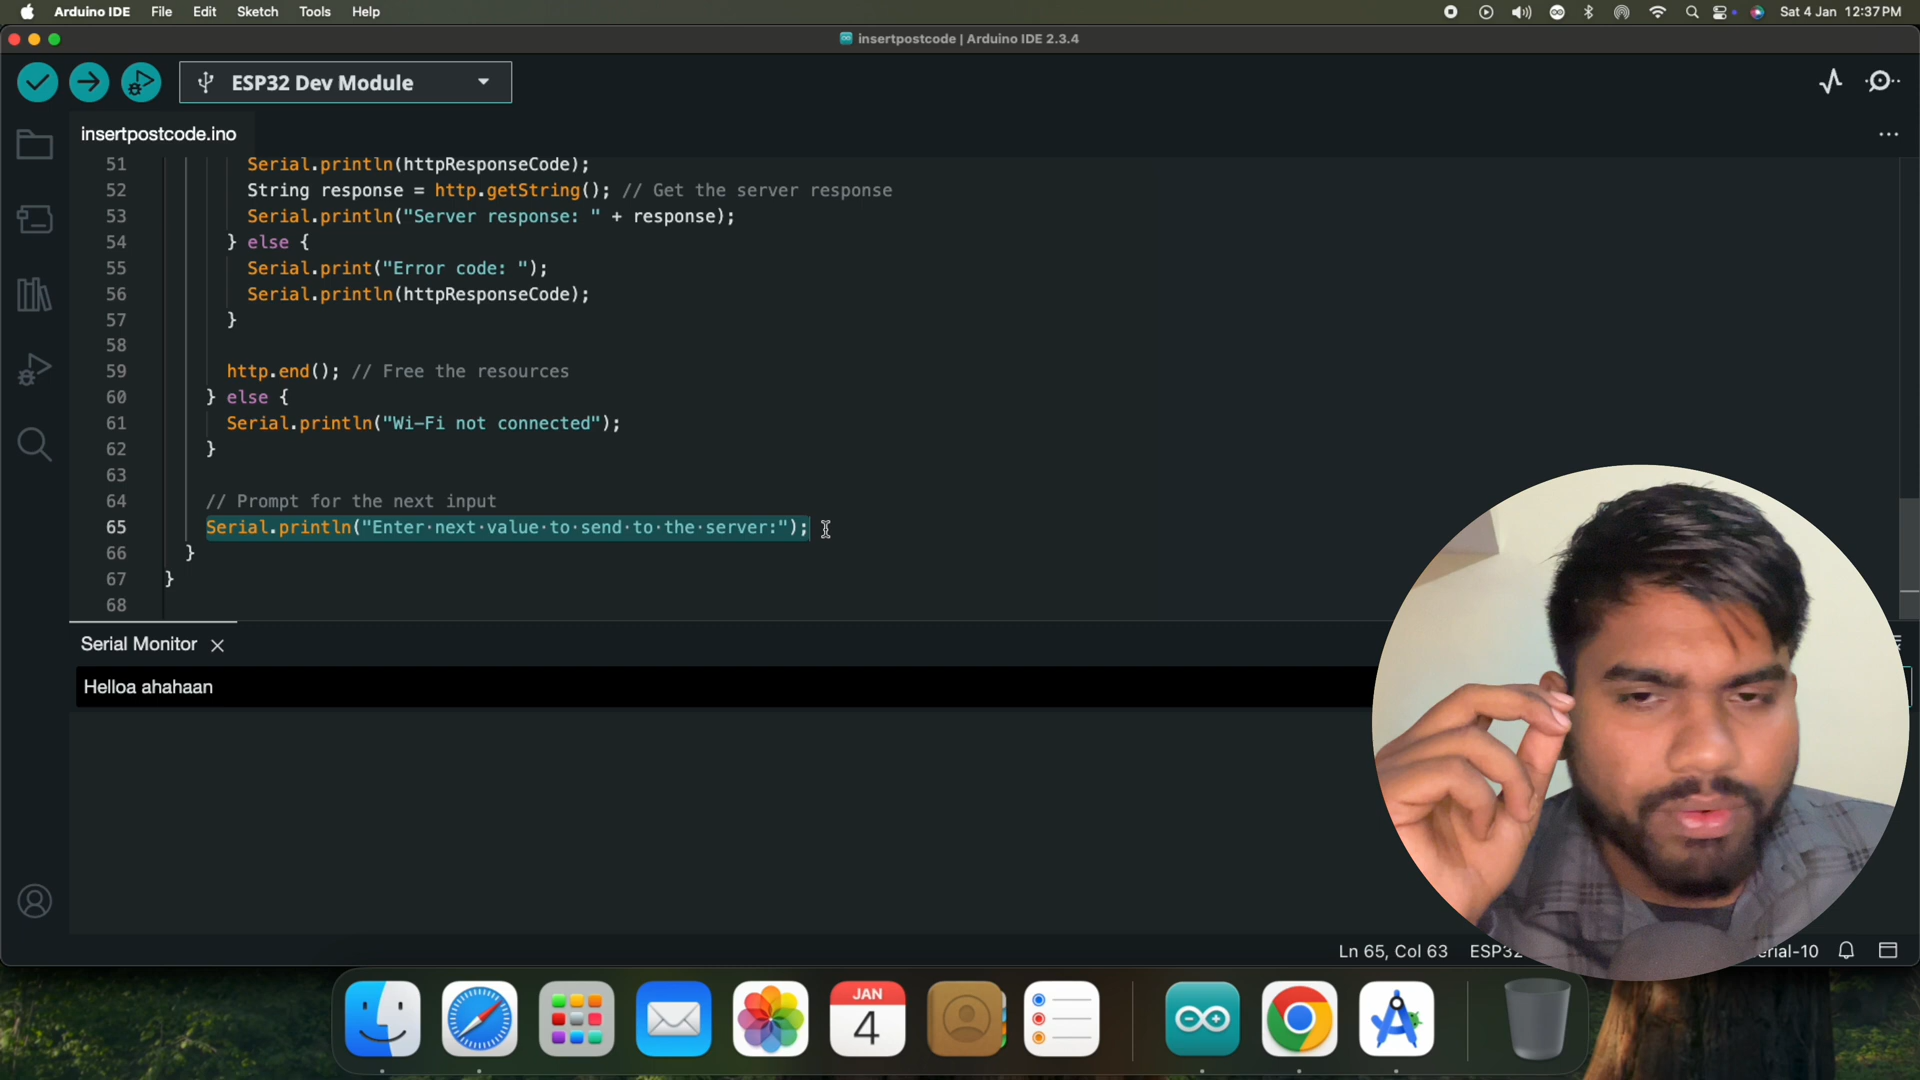 Arduino IDE File Edit Sketch Tools Help Sat 4 Jan 12:37PM
insertpostcode | Arduino IDE 2.3.4
ESP32 Dev Module
insertpostcode.ino
51 Serial.println(httpResponseCode);
52 String response = http.getString(); // Get the server response
53 Serial.println("Server response: " + response);
54 } else {
55 Serial.print("Error code: ");
56 Serial.println(httpResponseCode);
57 }
58
59 http.end(); // Free the resources
60 } else {
61 Serial.println("Wi-Fi not connected");
62 }
63
64 // Prompt for the next input
65 Serial.println("Enter·next·value·to·send·to·the·server:");
66 }
67 }
68
Serial Monitor
Helloa ahahaan
Ln 65, Col 63 ESP32 erial-10
JAN
4